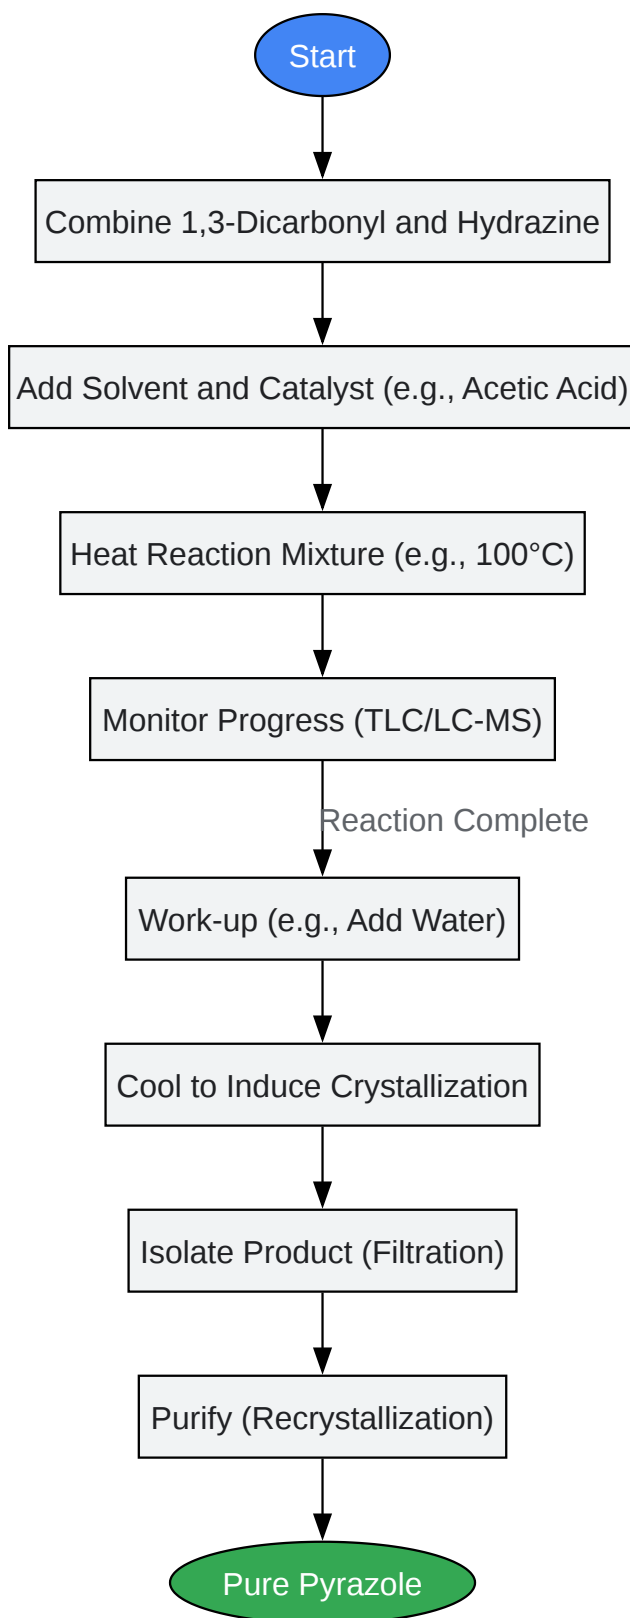 Start
Combine 1,3-Dicarbonyl and Hydrazine
Add Solvent and Catalyst (e.g., Acetic Acid)
Heat Reaction Mixture (e.g., 100°C)
Monitor Progress (TLC/LC-MS)
Reaction Complete
Work-up (e.g., Add Water)
Cool to Induce Crystallization
Isolate Product (Filtration)
Purify (Recrystallization)
Pure Pyrazole